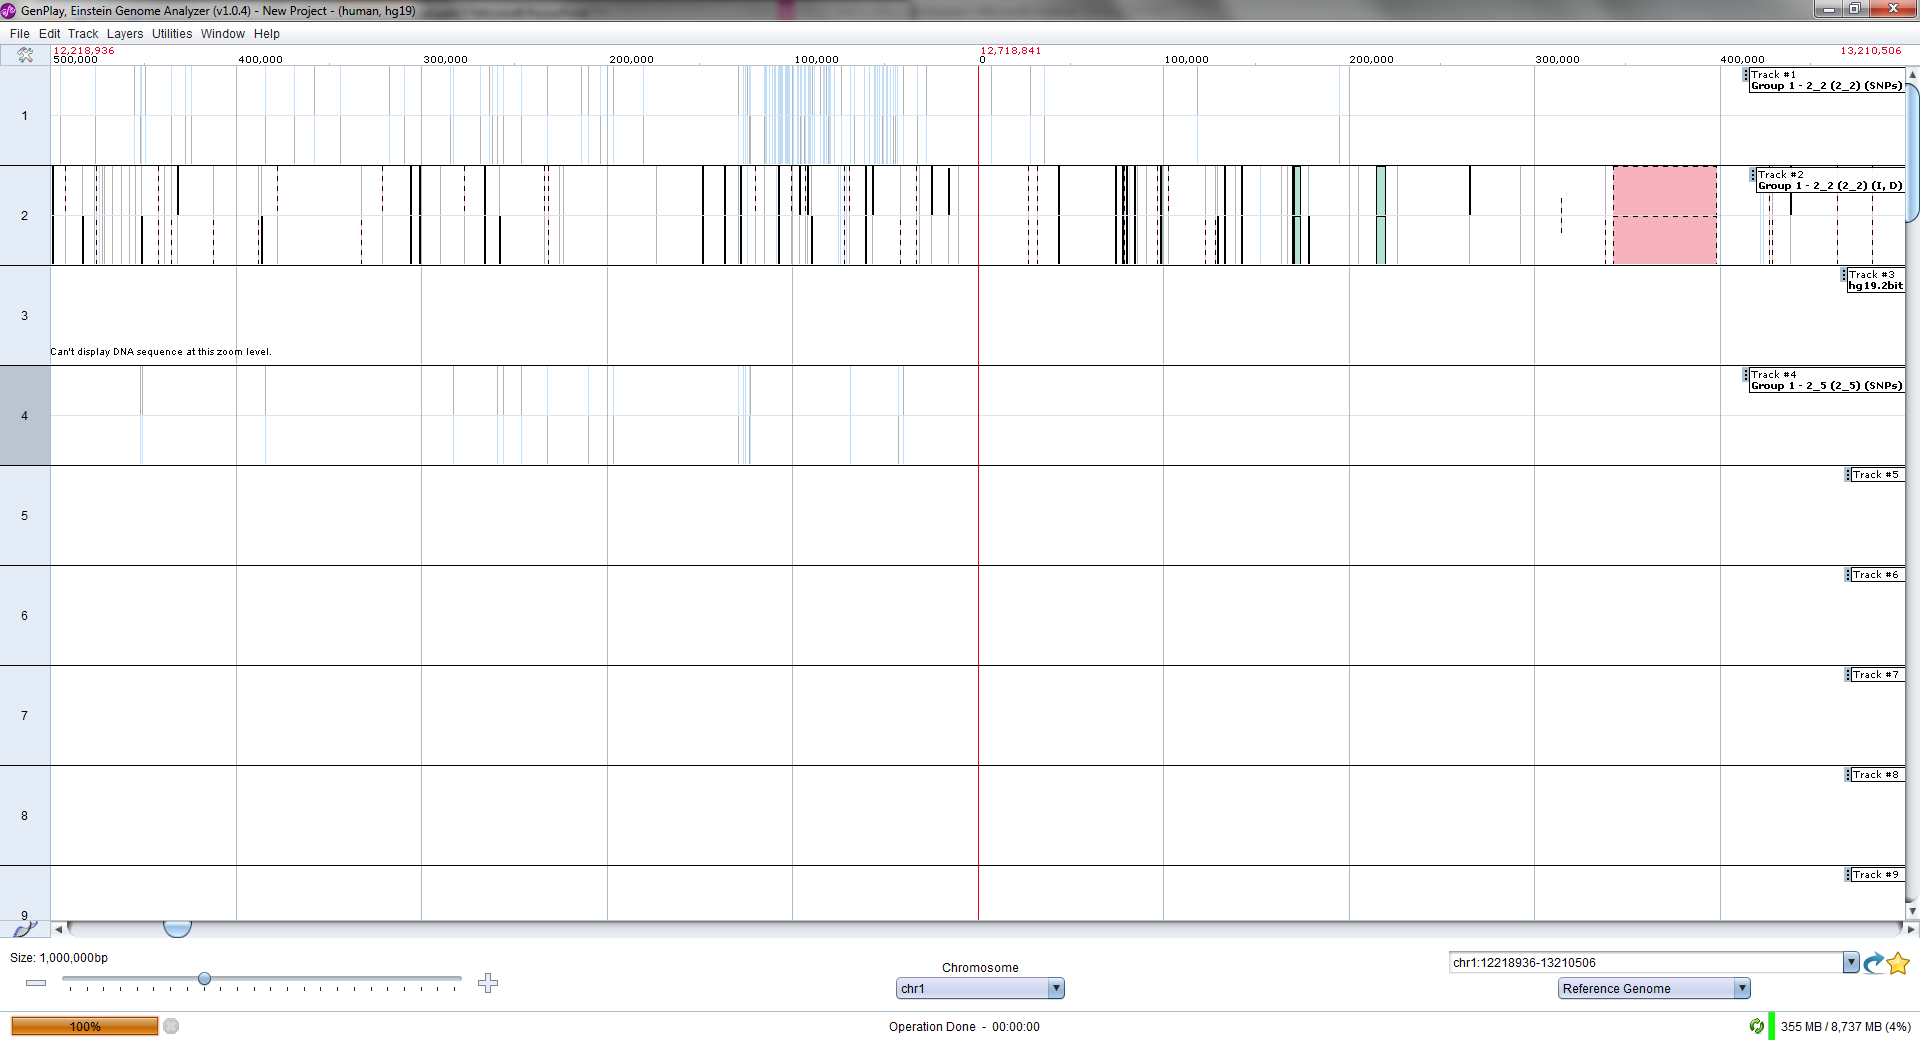 GenPlay, Einstein Genome Analyzer (v1.0.4) - New Project - (human, hg19)
File Edit Track Layers Utilities Window Help
12,218,936 12,718,841 13,210,506
500,000 400,000 300,000 200,000 100,000 0 100,000 200,000 300,000 400,000
Track #1
Group 1 - 2_2 (2_2) (SNPs)
1
Track #2
Group 1 - 2_2 (2_2) (I, D)
2
Track #3
hg19.2bit
3
Can't display DNA sequence at this zoom level.
Track #4
Group 1 - 2_5 (2_5) (SNPs)
4
Track #5
5
Track #6
6
Track #7
7
Track #8
8
Track #9
9
Size: 1,000,000bp
Chromosome
chr1
chr1:12218936-13210506
Reference Genome
100%
Operation Done - 00:00:00
355 MB / 8,737 MB (4%)